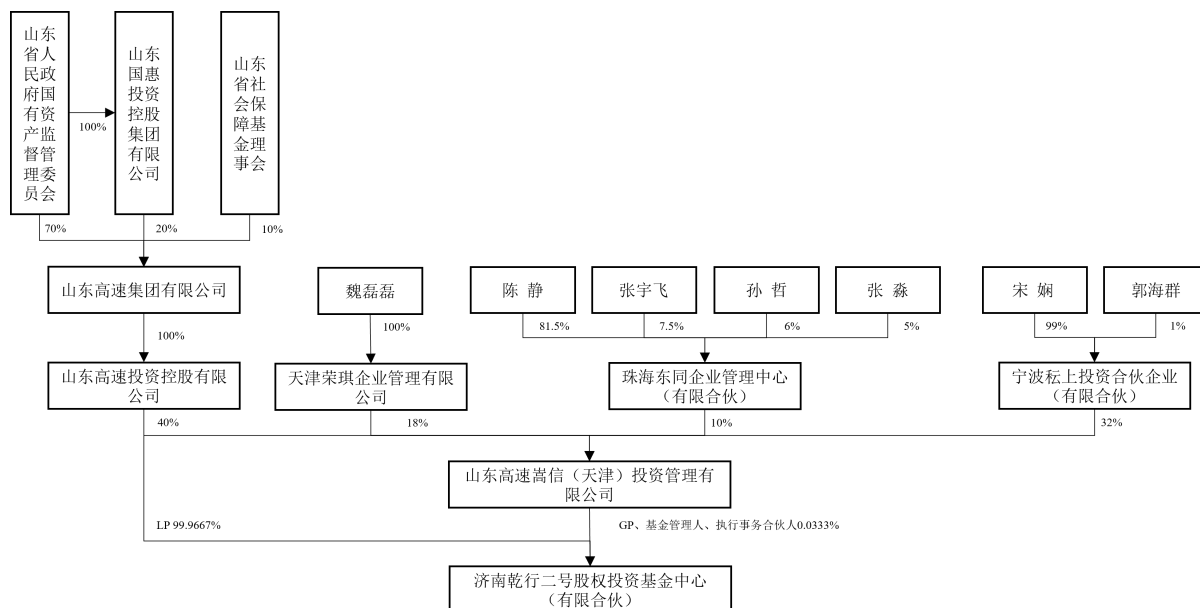 山东
省人
民政
府国
有资
产监
督管
理委
员会
100%
山东
国惠
投资
控股
集团
有限
公司
山东
省社
会保
障基
金理
事会
70%
20%
10%
山东高速集团有限公司
魏磊磊
陈 静
张宇飞
孙 哲
张 淼
宋 娴
郭海群
100%
100%
81.5%
7.5%
6%
5%
99%
1%
山东高速投资控股有限
公司
天津荣琪企业管理有限
公司
珠海东同企业管理中心
（有限合伙）
宁波耘上投资合伙企业
（有限合伙）
40%
18%
10%
32%
山东高速嵩信（天津）投资管理有
限公司
LP 99.9667%
GP、基金管理人、执行事务合伙人0.0333%
济南乾行二号股权投资基金中心
（有限合伙）